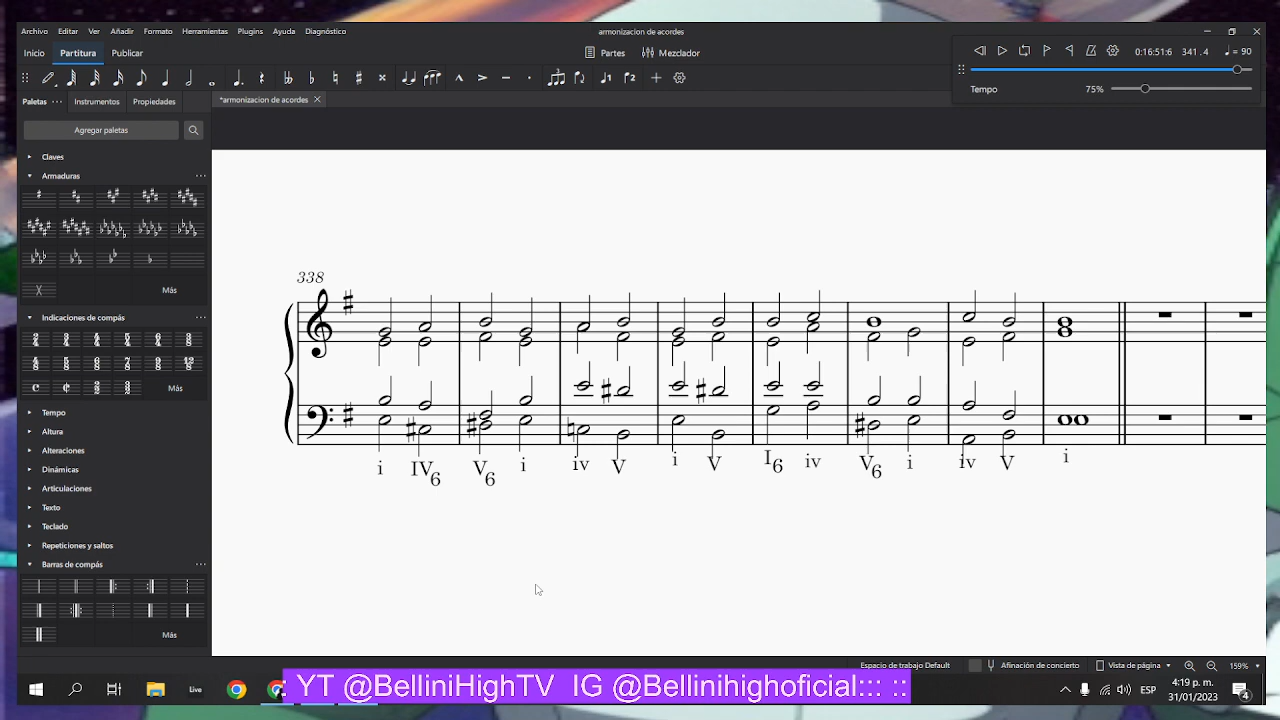 Archivo Editar Ver Añadir Formato Herramientas Plugins Ayuda Diagnóstico
armonizacion de acordes
Inicio Partitura Publicar
Partes Mezclador
0:16:51:6 341 .4 = 90
Tempo 75%
Paletas Instrumentos Propiedades
*armonizacion de acordes
Agregar paletas
Claves
Armaduras
Más
Indicaciones de compás
Más
Tempo
Altura
Alteraciones
Dinámicas
Articulaciones
Texto
Teclado
Repeticiones y saltos
Barras de compás
Más
338
i IV6 V6 i iv V i V I6 iv V6 i iv V i
Espacio de trabajo Default Afinación de concierto Vista de página 159%
Live
:: YT @BelliniHighTV IG @Bellinihighoficial::: ::
ESP
4:19 p. m.
31/01/2023
4